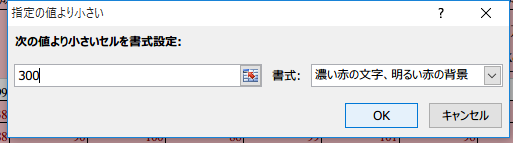 指定の値より小さい ? ×
次の値より小さいセルを書式設定:
300 書式: 濃い赤の文字、明るい赤の背景
OK キャンセル